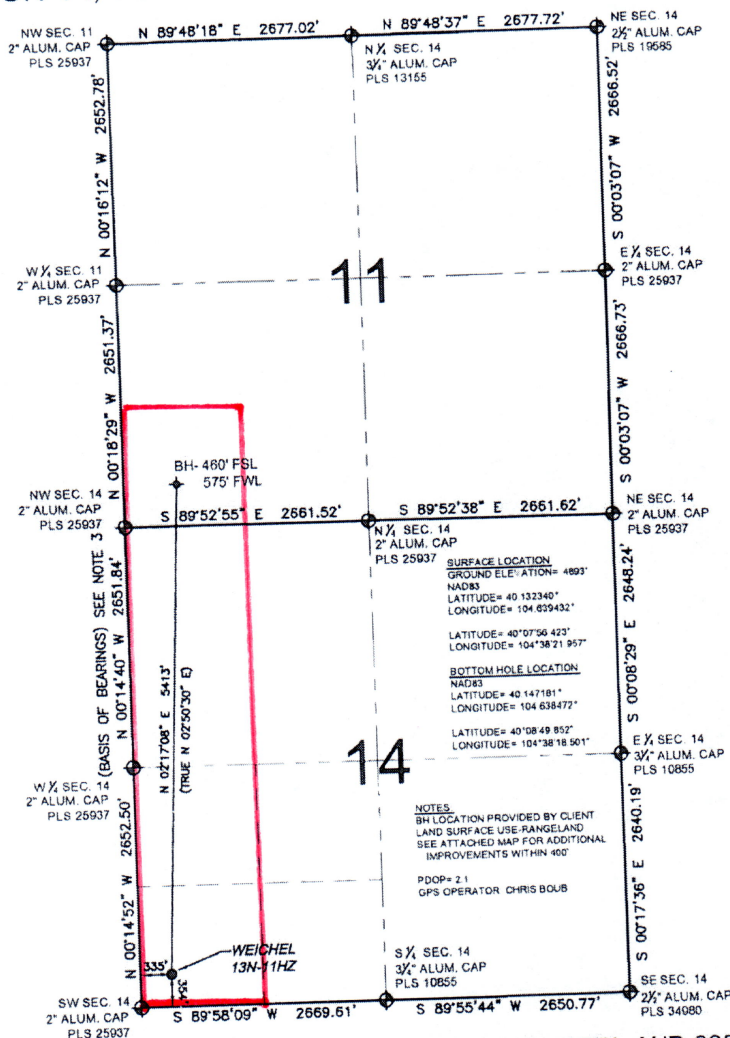 N 89°48'18" E 2677.02'
N 89°48'37" E 2677.72'
NW SEC. 11
2" ALUM. CAP
PLS 25937
N ¼ SEC. 14
3¼" ALUM. CAP
PLS 13155
NE SEC. 14
2½" ALUM. CAP
PLS 19585
N 00°16'12" W 2652.78'
S 00°03'07" W 2666.52'
W ¼ SEC. 11
2" ALUM. CAP
PLS 25937
11
E ¼ SEC. 14
2" ALUM. CAP
PLS 25937
N 00°18'29" W 2651.37'
S 00°03'07" W 2666.73'
BH- 460' FSL
575' FWL
NW SEC. 14
2" ALUM. CAP
PLS 25937
S 89°52'55" E 2661.52'
S 89°52'38" E 2661.62'
N ¼ SEC. 14
2" ALUM. CAP
PLS 25937
NE SEC. 14
2" ALUM. CAP
PLS 25937
SURFACE LOCATION
GROUND ELEVATION= 4893'
NAD83
LATITUDE= 40.132340°
LONGITUDE= 104.639432°
LATITUDE= 40°07'56.423"
LONGITUDE= 104°38'21.957"
BOTTOM HOLE LOCATION
NAD83
LATITUDE= 40.147181°
LONGITUDE= 104.638472°
LATITUDE= 40°08'49.852"
LONGITUDE= 104°38'18.501"
(BASIS OF BEARINGS) SEE NOTE 3
N 00°14'40" W 2651.84'
N 02°17'08" E 5413'
(TRUE N 02°50'30" E)
S 00°08'29" E 2648.24'
14
W ¼ SEC. 14
2" ALUM. CAP
PLS 25937
E ¼ SEC. 14
3¼" ALUM. CAP
PLS 10855
NOTES
BH LOCATION PROVIDED BY CLIENT
LAND SURFACE USE-RANGELAND
SEE ATTACHED MAP FOR ADDITIONAL
IMPROVEMENTS WITHIN 400'
PDOP= 2.1
GPS OPERATOR CHRIS BOUB
N 00°14'52" W 2652.50'
S 00°17'36" E 2640.19'
335'
354'
WEICHEL
13N-11HZ
S ¼ SEC. 14
3¼" ALUM. CAP
PLS 10855
SW SEC. 14
2" ALUM. CAP
PLS 25937
S 89°58'09" W 2669.51'
S 89°55'44" W 2650.77'
SE SEC. 14
2½" ALUM. CAP
PLS 34980